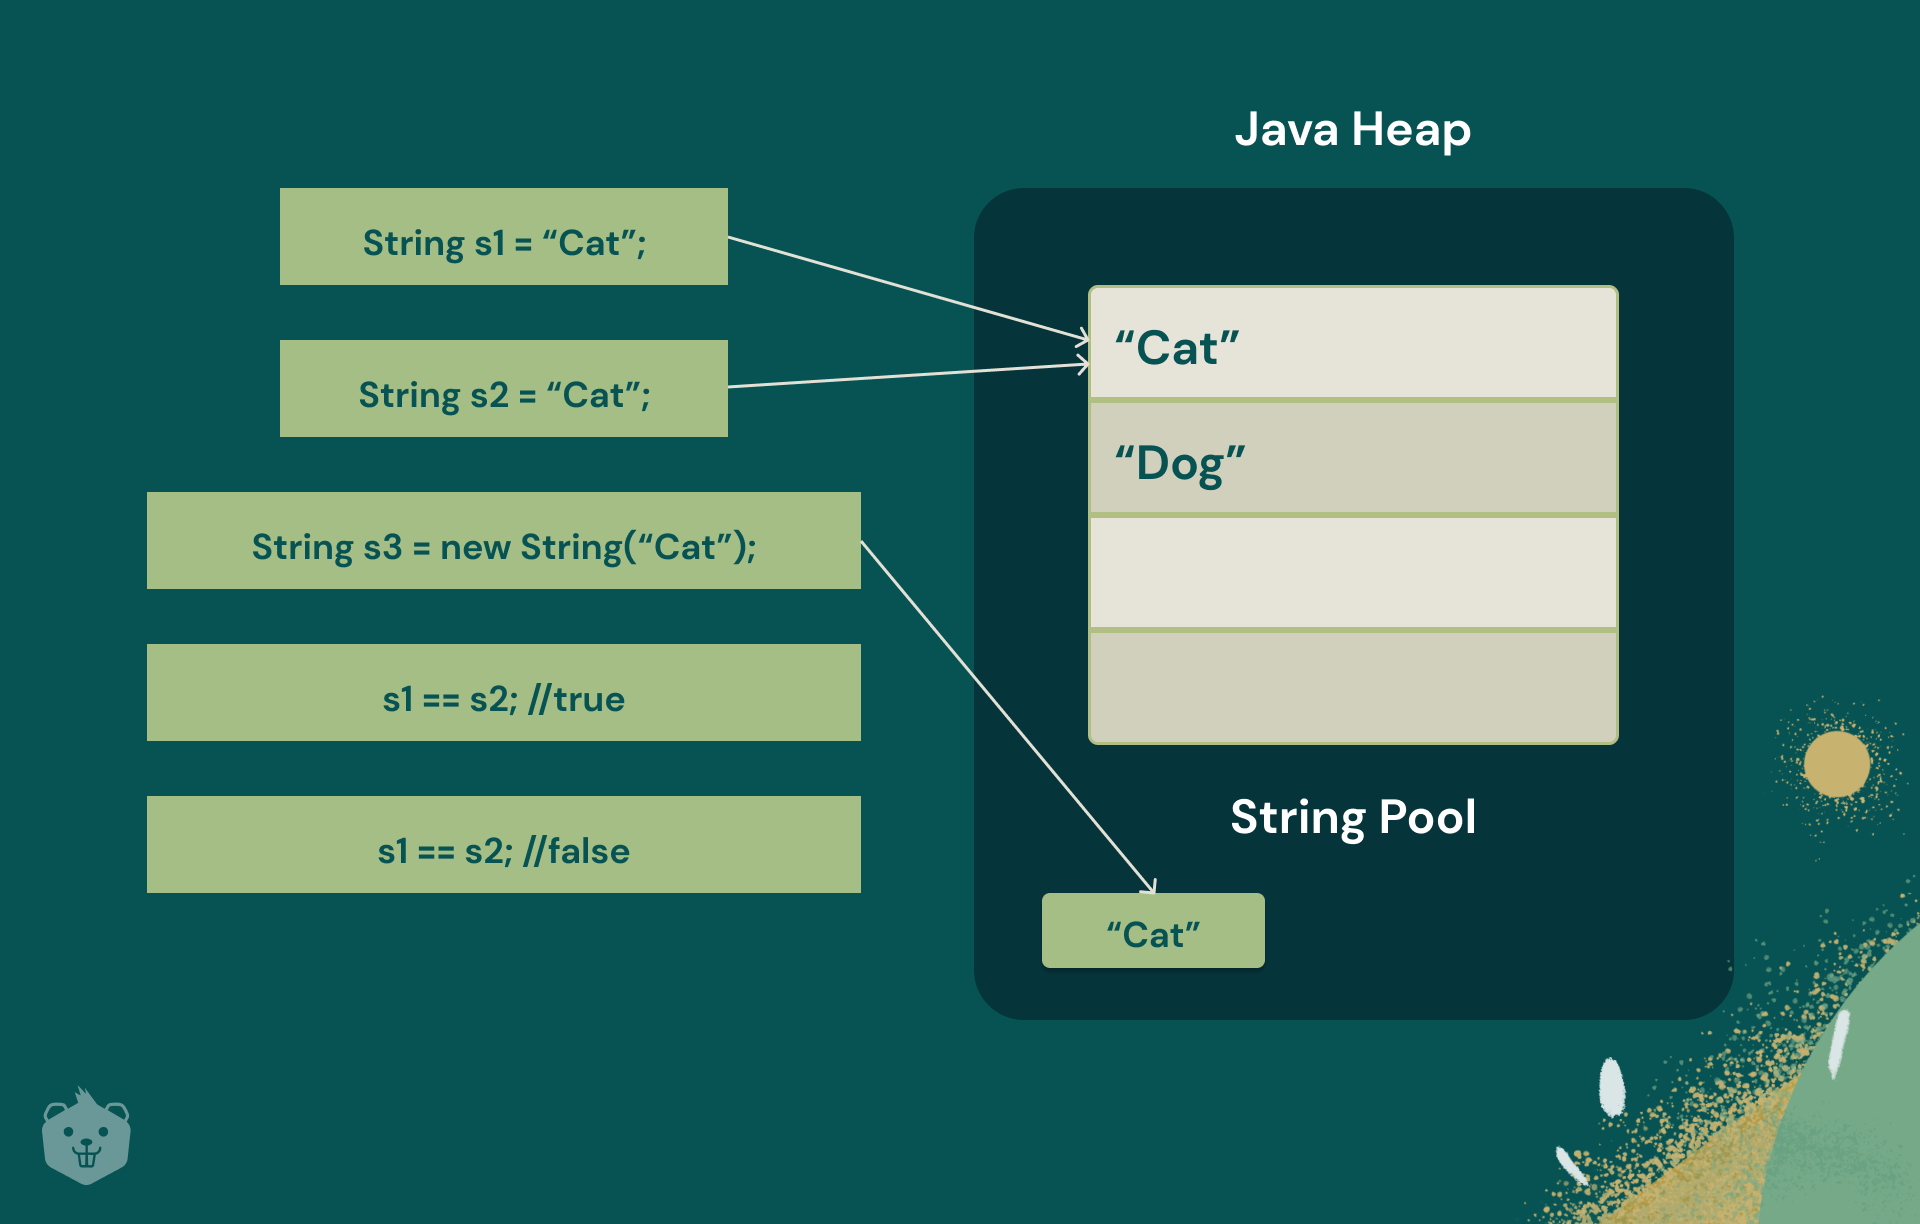 Java Heap
String s1 = “Cat”;
String s2 = “Cat”;
String s3 = new String(“Cat”);
s1 == s2; //true
s1 == s2; //false
“Cat”
“Dog”
String Pool
“Cat”